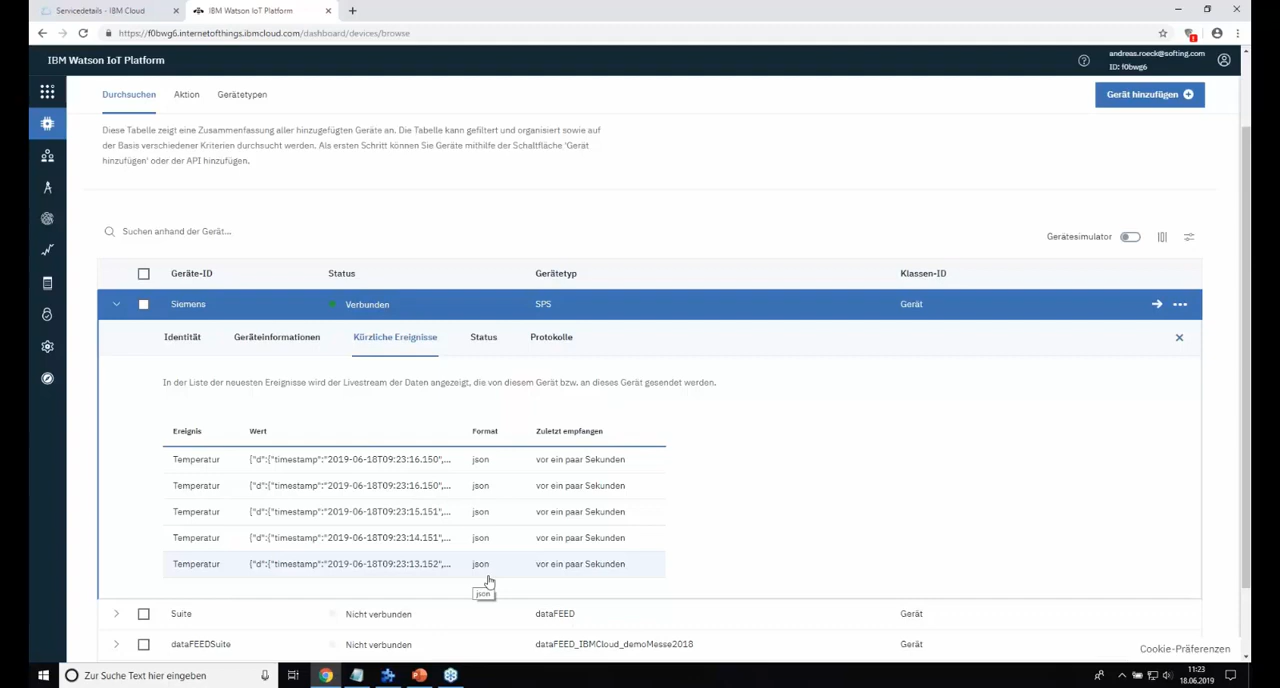 Servicedetails - IBM Cloud
IBM Watson IoT Platform
https://f0bwg6.internetofthings.ibmcloud.com/dashboard/devices/browse
IBM Watson IoT Platform
andreas.roeck@softing.com
ID: f0bwg6
Durchsuchen Aktion Gerätetypen
Gerät hinzufügen
Diese Tabelle zeigt eine Zusammenfassung aller hinzugefügten Geräte an. Die Tabelle kann gefiltert und organisiert sowie auf
der Basis verschiedener Kriterien durchsucht werden. Als ersten Schritt können Sie Geräte mithilfe der Schaltfläche 'Gerät
hinzufügen' oder der API hinzufügen.
Suchen anhand der Gerät...
Gerätesimulator
Geräte-ID Status Gerätetyp Klassen-ID
Siemens Verbunden SPS Gerät
Identität Geräteinformationen Kürzliche Ereignisse Status Protokolle
In der Liste der neuesten Ereignisse wird der Livestream der Daten angezeigt, die von diesem Gerät bzw. an dieses Gerät gesendet werden.
Ereignis Wert Format Zuletzt empfangen
Temperatur {"d":{"timestamp":"2019-06-18T09:23:16.150",... json vor ein paar Sekunden
Temperatur {"d":{"timestamp":"2019-06-18T09:23:16.150",... json vor ein paar Sekunden
Temperatur {"d":{"timestamp":"2019-06-18T09:23:15.151",... json vor ein paar Sekunden
Temperatur {"d":{"timestamp":"2019-06-18T09:23:14.151",... json vor ein paar Sekunden
Temperatur {"d":{"timestamp":"2019-06-18T09:23:13.152",... json vor ein paar Sekunden
json
Suite Nicht verbunden dataFEED Gerät
dataFEEDSuite Nicht verbunden dataFEED_IBMCloud_demoMesse2018 Gerät
Cookie-Präferenzen
Zur Suche Text hier eingeben
11:23
18.06.2019